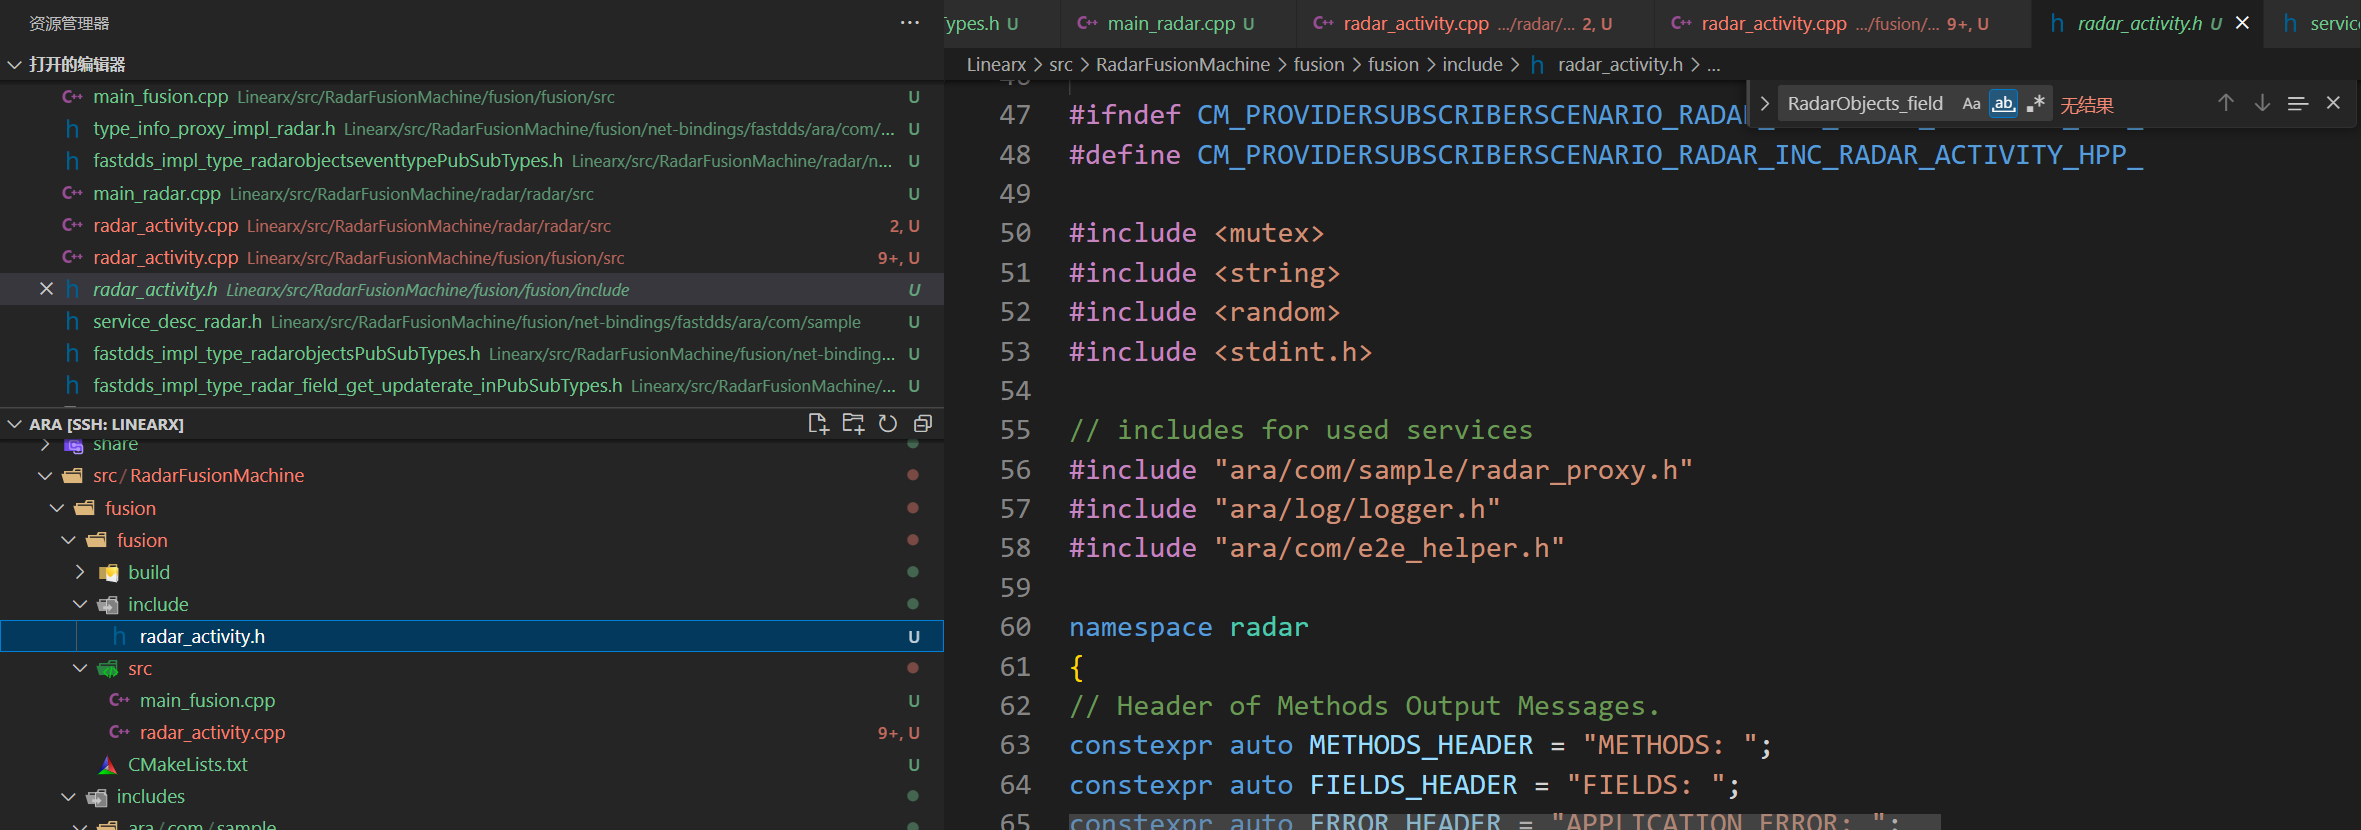 资源管理器
···
打开的编辑器
main_fusion.cpp Linearx/src/RadarFusionMachine/fusion/fusion/src U
type_info_proxy_impl_radar.h Linearx/src/RadarFusionMachine/fusion/net-bindings/fastdds/ara/com/... U
fastdds_impl_type_radarobjectseventtypePubSubTypes.h Linearx/src/RadarFusionMachine/radar/n... U
main_radar.cpp Linearx/src/RadarFusionMachine/radar/radar/src U
radar_activity.cpp Linearx/src/RadarFusionMachine/radar/radar/src 2, U
radar_activity.cpp Linearx/src/RadarFusionMachine/fusion/fusion/src 9+, U
radar_activity.h Linearx/src/RadarFusionMachine/fusion/fusion/include U
service_desc_radar.h Linearx/src/RadarFusionMachine/fusion/net-bindings/fastdds/ara/com/sample U
fastdds_impl_type_radarobjectsPubSubTypes.h Linearx/src/RadarFusionMachine/fusion/net-binding... U
fastdds_impl_type_radar_field_get_updaterate_inPubSubTypes.h Linearx/src/RadarFusionMachine/... U
ARA [SSH: LINEARX]
share
src/RadarFusionMachine
fusion
fusion
build
include
radar_activity.h U
src
main_fusion.cpp U
radar_activity.cpp 9+, U
CMakeLists.txt U
includes
ara/com/sample
Types.h U
main_radar.cpp U
radar_activity.cpp .../radar/... 2, U
radar_activity.cpp .../fusion/... 9+, U
radar_activity.h U
servic
Linearx > src > RadarFusionMachine > fusion > fusion > include > h radar_activity.h > ...
RadarObjects_field Aa ab .* 无结果
46
47 #ifndef CM_PROVIDERSUBSCRIBERSCENARIO_RADAR
48 #define CM_PROVIDERSUBSCRIBERSCENARIO_RADAR_INC_RADAR_ACTIVITY_HPP_
49
50 #include <mutex>
51 #include <string>
52 #include <random>
53 #include <stdint.h>
54
55 // includes for used services
56 #include "ara/com/sample/radar_proxy.h"
57 #include "ara/log/logger.h"
58 #include "ara/com/e2e_helper.h"
59
60 namespace radar
61 {
62 // Header of Methods Output Messages.
63 constexpr auto METHODS_HEADER = "METHODS: ";
64 constexpr auto FIELDS_HEADER = "FIELDS: ";
65 constexpr auto ERROR_HEADER = "APPLICATION ERROR: ";